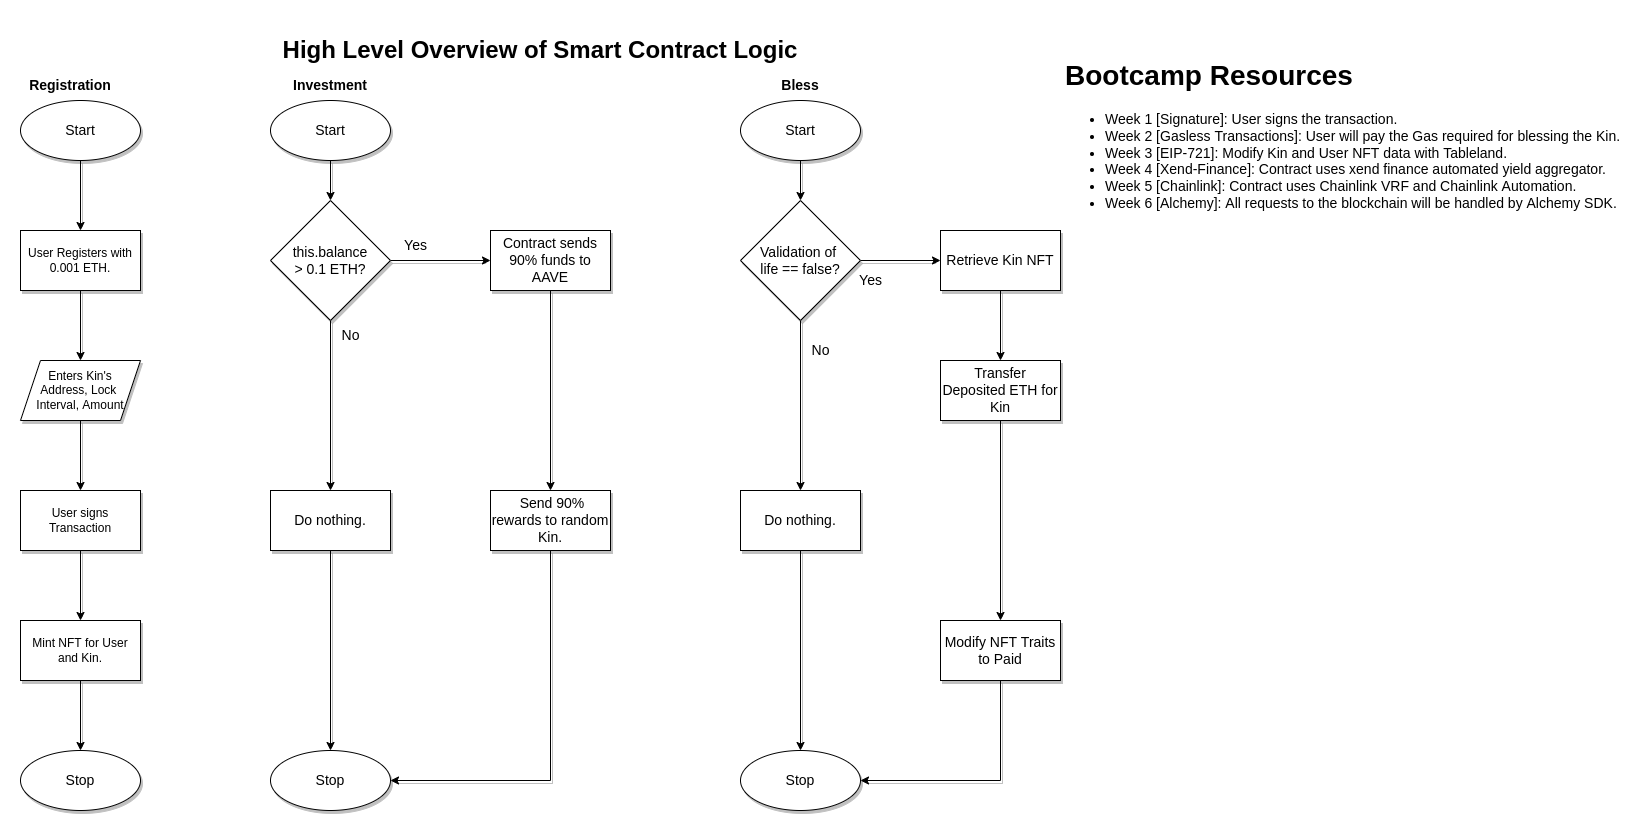 High Level Overview of Smart Contract Logic
Registration
Start
User Registers with
0.001 ETH.
Enters Kin's
Address, Lock
Interval, Amount
User signs
Transaction
Mint NFT for User
and Kin.
Stop
Investment
Start
this.balance
> 0.1 ETH?
Yes
Contract sends
90% funds to
AAVE
No
Do nothing.
Send 90%
rewards to random
Kin.
Stop
Bless
Start
Validation of
life == false?
Yes
Retrieve Kin NFT
No
Transfer
Deposited ETH for
Kin
Do nothing.
Modify NFT Traits
to Paid
Stop
Bootcamp Resources
• Week 1 [Signature]: User signs the transaction.
• Week 2 [Gasless Transactions]: User will pay the Gas required for blessing the Kin.
• Week 3 [EIP-721]: Modify Kin and User NFT data with Tableland.
• Week 4 [Xend-Finance]: Contract uses xend finance automated yield aggregator.
• Week 5 [Chainlink]: Contract uses Chainlink VRF and Chainlink Automation.
• Week 6 [Alchemy]: All requests to the blockchain will be handled by Alchemy SDK.